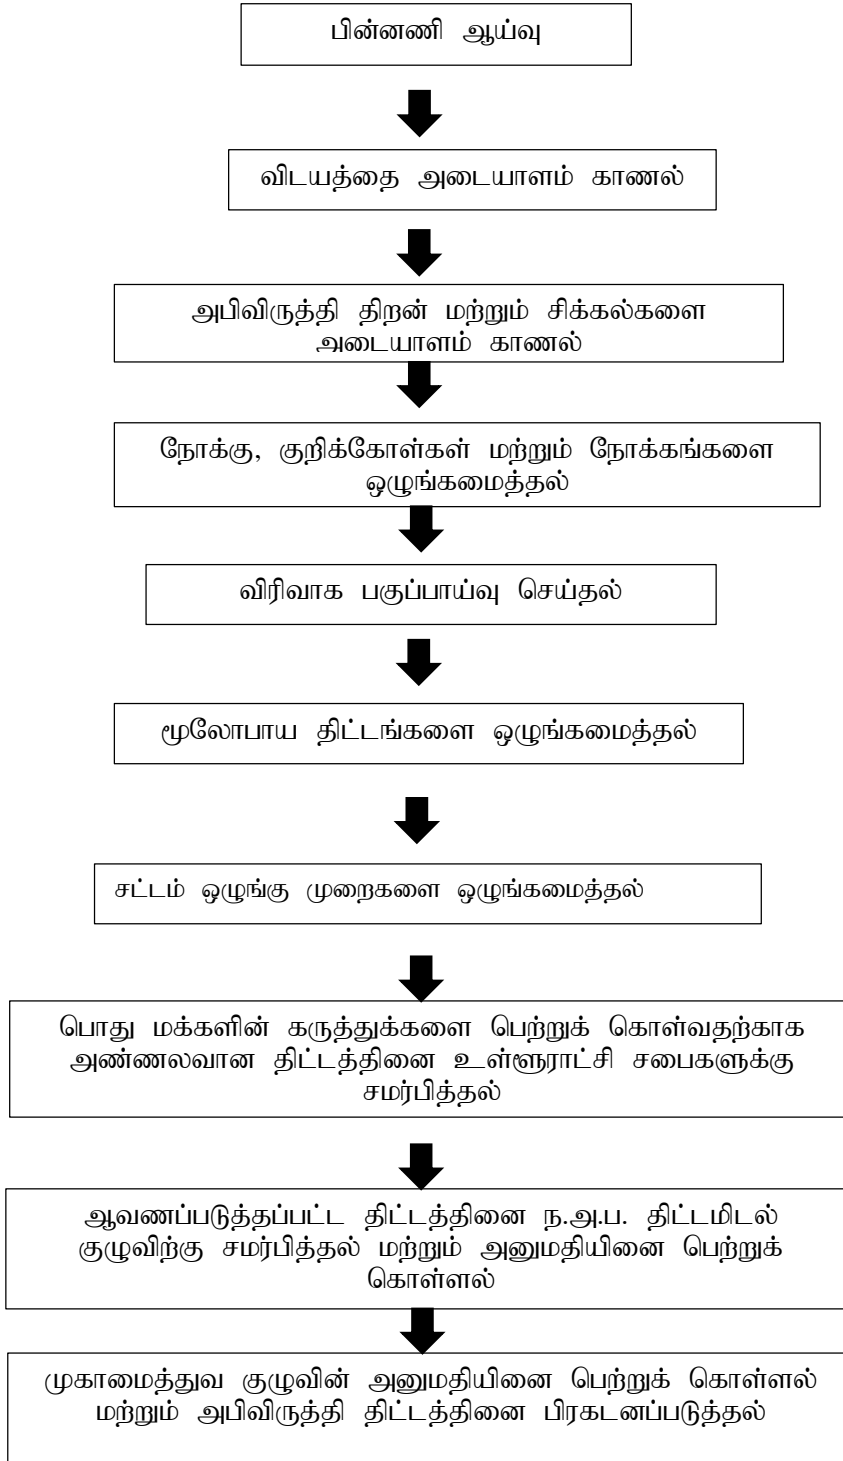 பின்னணி ஆய்வு
விடயத்தை அடையாளம் காணல்
அபிவிருத்தி திறன் மற்றும் சிக்கல்களை
அடையாளம் காணல்
நோக்கு, குறிக்கோள்கள் மற்றும் நோக்கங்களை
ஒழுங்கமைத்தல்
விரிவாக பகுப்பாய்வு செய்தல்
மூலோபாய திட்டங்களை ஒழுங்கமைத்தல்
சட்டம் ஒழுங்கு முறைகளை ஒழுங்கமைத்தல்
பொது மக்களின் கருத்துக்களை பெற்றுக் கொள்வதற்காக
அண்ணலவான திட்டத்தினை உள்ளூராட்சி சபைகளுக்கு
சமர்பித்தல்
ஆவணப்படுத்தப்பட்ட திட்டத்தினை ந.அ.ப. திட்டமிடல்
குழுவிற்கு சமர்பித்தல் மற்றும் அனுமதியினை பெற்றுக்
கொள்ளல்
முகாமைத்துவ குழுவின் அனுமதியினை பெற்றுக் கொள்ளல்
மற்றும் அபிவிருத்தி திட்டத்தினை பிரகடனப்படுத்தல்